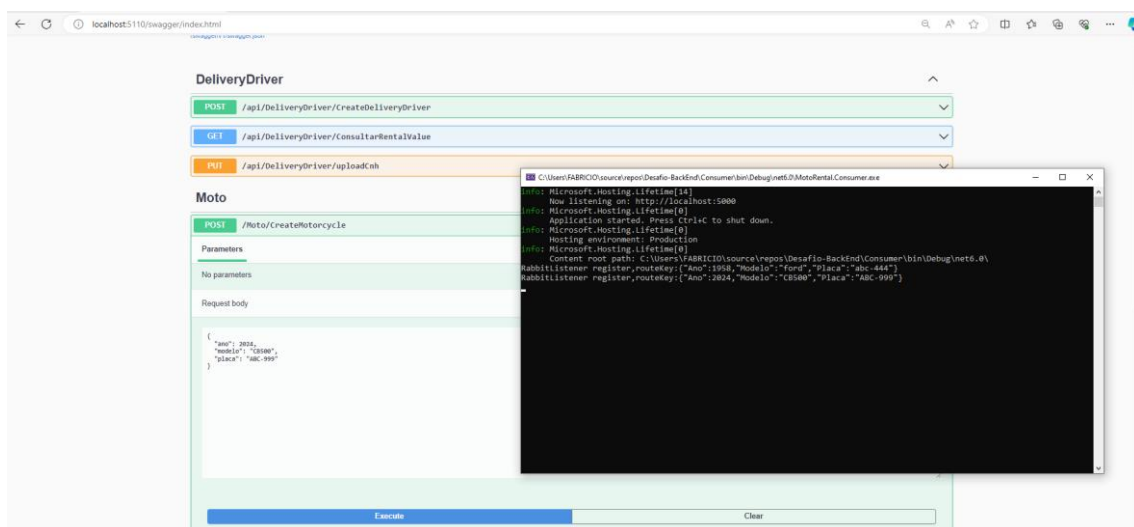 localhost:5110/swagger/index.html
DeliveryDriver
POST /api/DeliveryDriver/CreateDeliveryDriver
GET /api/DeliveryDriver/ConsultarRentalValue
PUT /api/DeliveryDriver/uploadCnh
Moto
POST /Moto/CreateMotorcycle
Parameters
No parameters
Request body
{
"ano": 2024,
"modelo": "CB500",
"placa": "ABC-999"
}
Execute
Clear
C:\Users\FABRICIO\source\repos\Desafio-BackEnd\Consumer\bin\Debug\net6.0\MotoRental.Consumer.exe
info: Microsoft.Hosting.Lifetime[14]
Now listening on: http://localhost:5000
info: Microsoft.Hosting.Lifetime[0]
Application started. Press Ctrl+C to shut down.
info: Microsoft.Hosting.Lifetime[0]
Hosting environment: Production
info: Microsoft.Hosting.Lifetime[0]
Content root path: C:\Users\FABRICIO\source\repos\Desafio-BackEnd\Consumer\bin\Debug\net6.0\
RabbitListener register,routeKey:{"Ano":1958,"Modelo":"ford","Placa":"abc-444"}
RabbitListener register,routeKey:{"Ano":2024,"Modelo":"CB500","Placa":"ABC-999"}